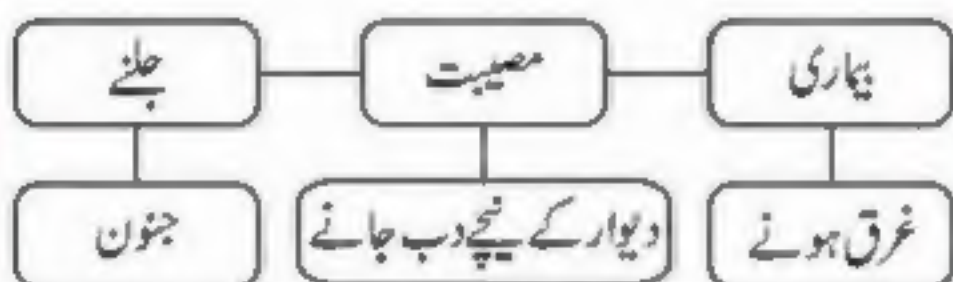 بیماری مصیبت جلنے
غرق ہونے دیوار کے نیچے دب جانے جنون